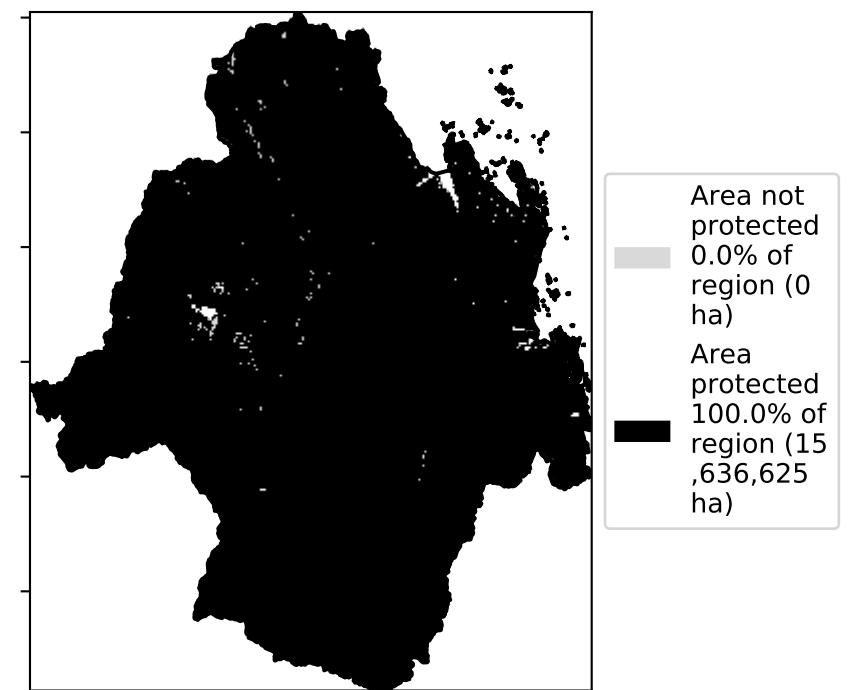 Area not
protected
0.0% of
region (0
ha)
Area
protected
100.0% of
region (15
,636,625
ha)